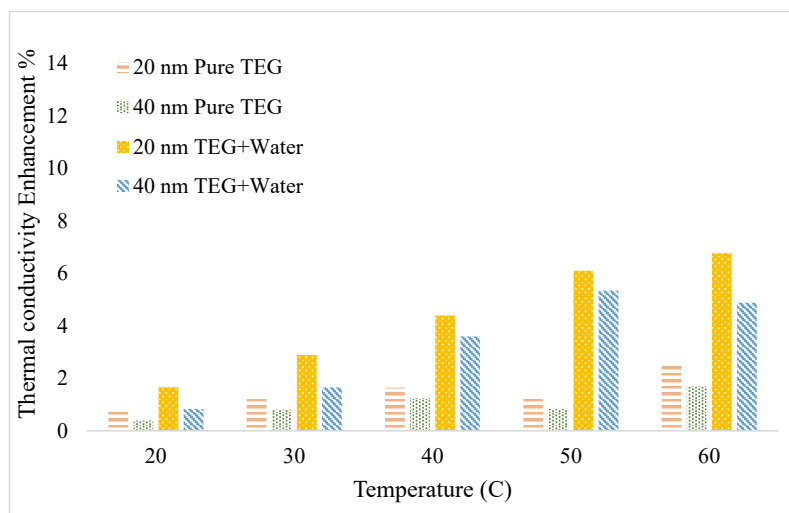 Thermal conductivity Enhancement %
14
12
10
8
6
4
2
0
20 nm Pure TEG
40 nm Pure TEG
20 nm TEG+Water
40 nm TEG+Water
20 30 40 50 60
Temperature (C)